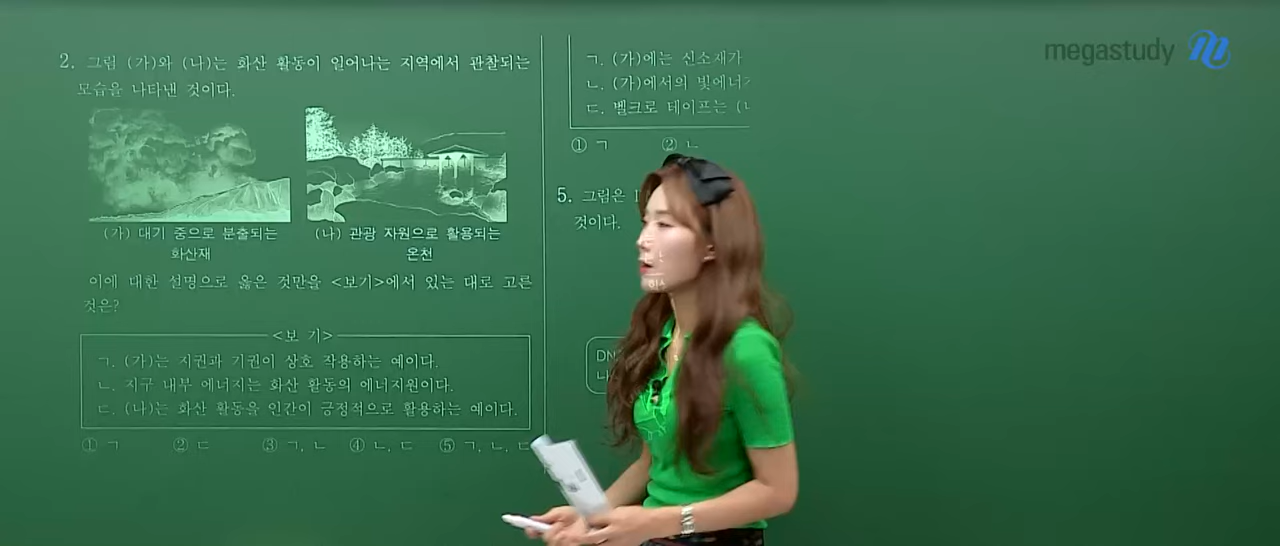 megastudy
2. 그림 (가)와 (나)는 화산 활동이 일어나는 지역에서 관찰되는
모습을 나타낸 것이다.
(가) 대기 중으로 분출되는
화산재
(나) 관광 자원으로 활용되는
온천
이에 대한 설명으로 옳은 것만을 <보기>에서 있는 대로 고른
것은?
<보 기>
ㄱ. (가)는 지권과 기권이 상호 작용하는 예이다.
ㄴ. 지구 내부 에너지는 화산 활동의 에너지원이다.
ㄷ. (나)는 화산 활동을 인간이 긍정적으로 활용하는 예이다.
① ㄱ ② ㄷ ③ ㄱ, ㄴ ④ ㄴ, ㄷ ⑤ ㄱ, ㄴ, ㄷ
ㄱ. (가)에는 신소재가
ㄴ. (가)에서의 빛에너
ㄷ. 벨크로 테이프는
① ㄱ ② ㄴ
5. 그림은
것이다.
DN